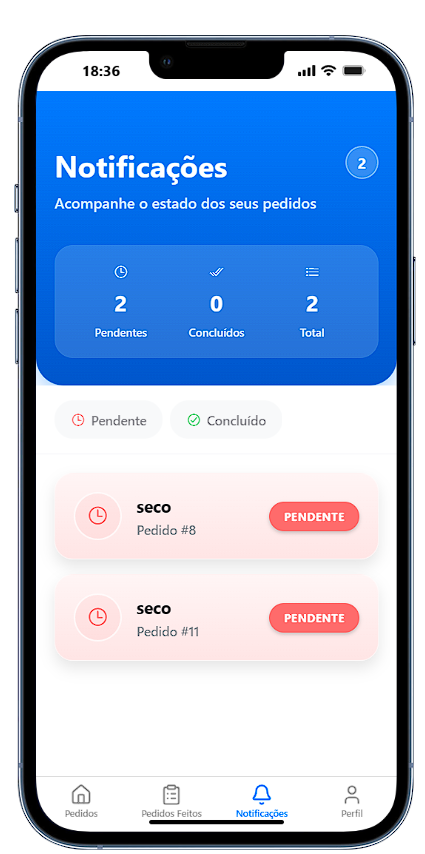 18:36
Notificações
2
Acompanhe o estado dos seus pedidos
2
0
2
Pendentes
Concluídos
Total
Pendente
Concluído
seco
Pedido #8
PENDENTE
seco
Pedido #11
PENDENTE
Pedidos
Pedidos Feitos
Notificações
Perfil